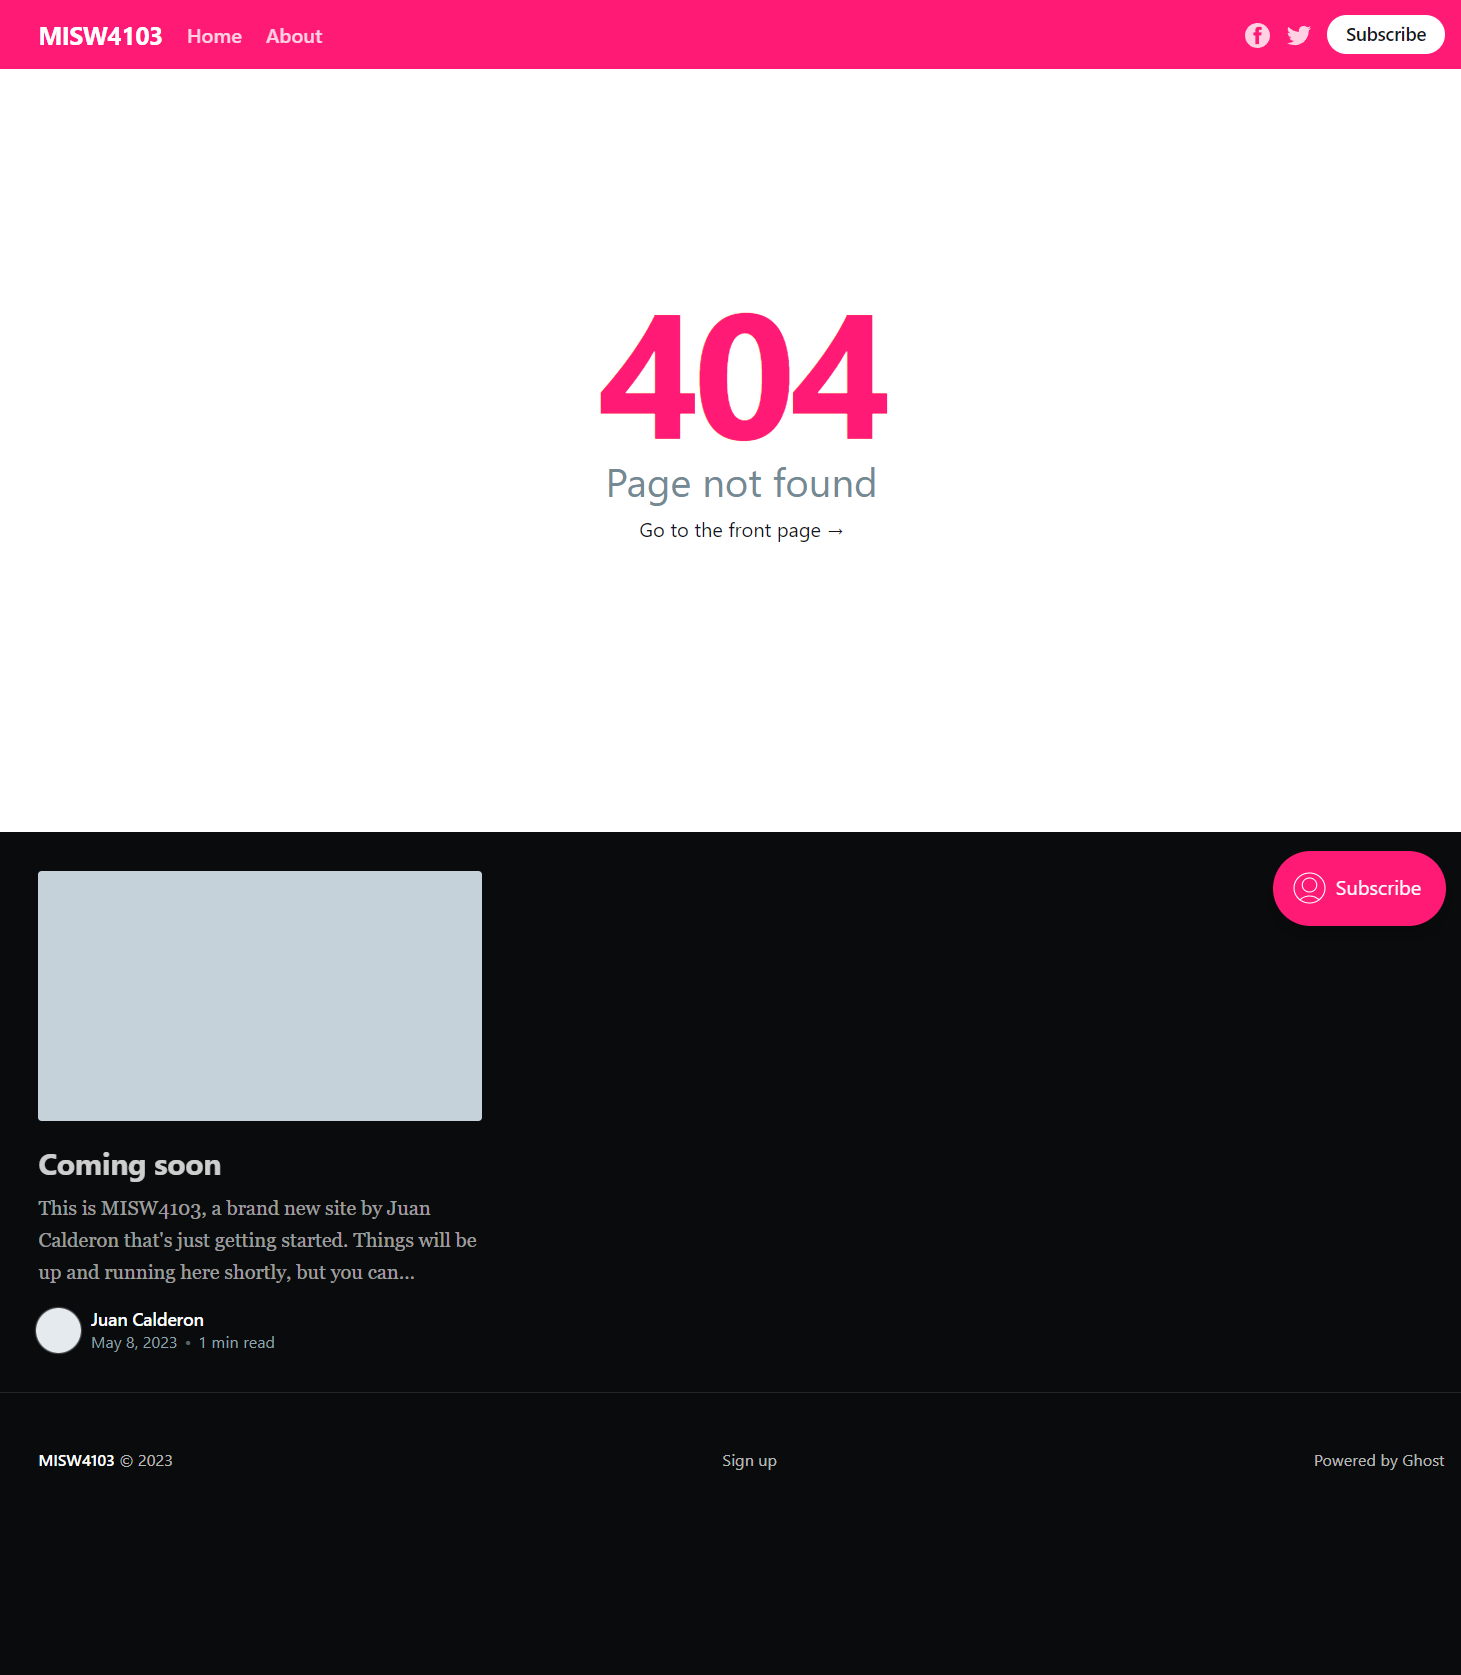 MISW4103 Home About Subscribe
404
Page not found
Go to the front page →
Subscribe
Coming soon
This is MISW4103, a brand new site by Juan
Calderon that's just getting started. Things will be
up and running here shortly, but you can...
Juan Calderon
May 8, 2023 • 1 min read
MISW4103 © 2023 Sign up Powered by Ghost